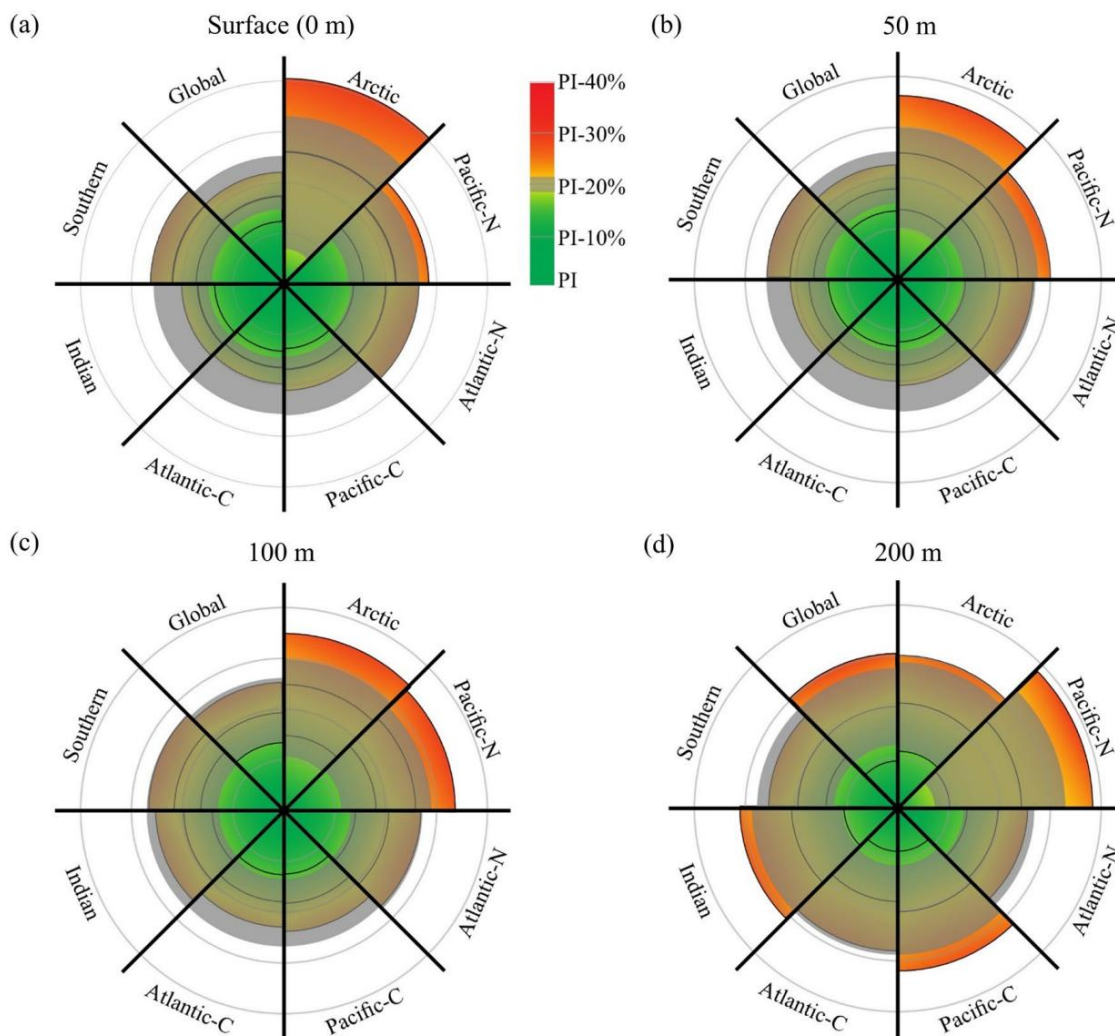 (a)
Surface (0 m)
Global
Arctic
Southern
Pacific-N
Indian
Atlantic-N
Atlantic-C
Pacific-C
PI-40%
PI-30%
PI-20%
PI-10%
PI
(b)
50 m
Global
Arctic
Southern
Pacific-N
Indian
Atlantic-N
Atlantic-C
Pacific-C
(c)
100 m
Global
Arctic
Southern
Pacific-N
Indian
Atlantic-N
Atlantic-C
Pacific-C
(d)
200 m
Global
Arctic
Southern
Pacific-N
Indian
Atlantic-N
Atlantic-C
Pacific-C